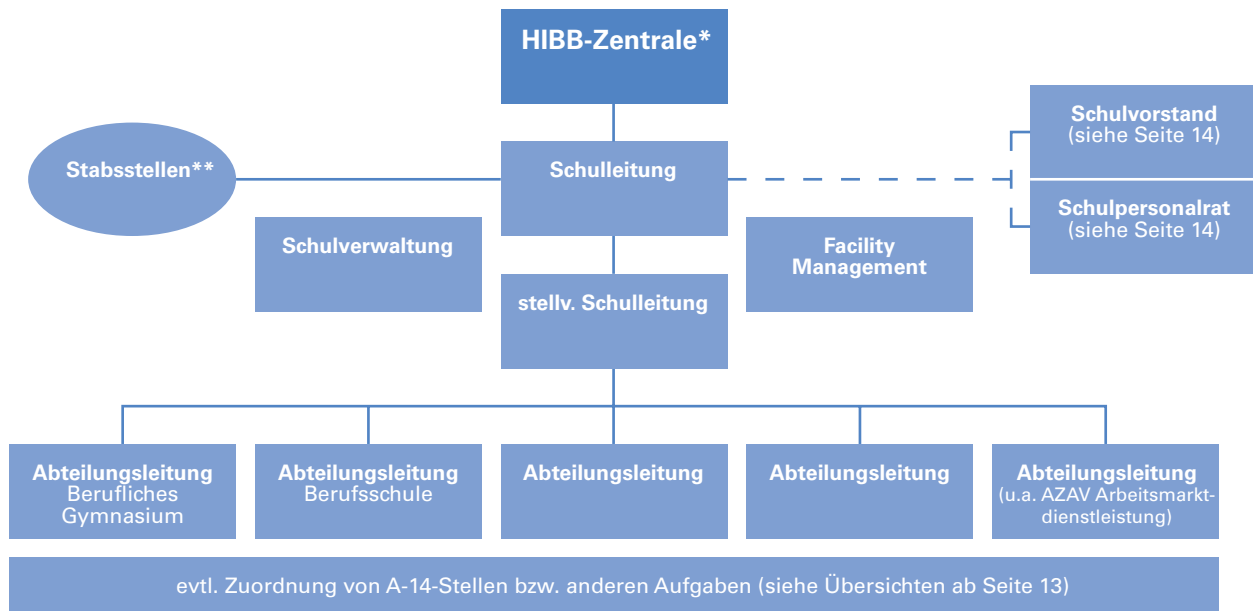 HIBB-Zentrale*
Schulvorstand
(siehe Seite 14)
Stabsstellen**
Schulleitung
Schulpersonalrat
(siehe Seite 14)
Schulverwaltung
Facility
Management
stellv. Schulleitung
Abteilungsleitung
Berufliches
Gymnasium
Abteilungsleitung
Berufsschule
Abteilungsleitung
Abteilungsleitung
Abteilungsleitung
(u.a. AZAV Arbeitsmarkt-
dienstleistung)
evtl. Zuordnung von A-14-Stellen bzw. anderen Aufgaben (siehe Übersichten ab Seite 13)